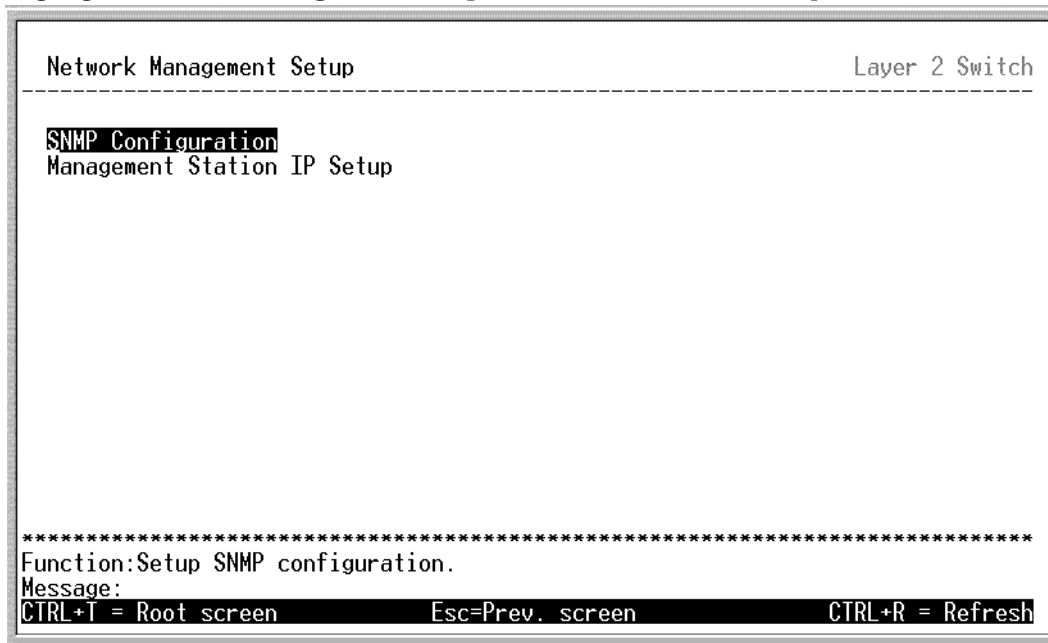 Network Management Setup Layer 2 Switch
--------------------------------------------------------------------------------
SNMP Configuration
Management Station IP Setup
********************************************************************************
Function:Setup SNMP configuration.
Message:
CTRL+T = Root screen Esc=Prev. screen CTRL+R = Refresh